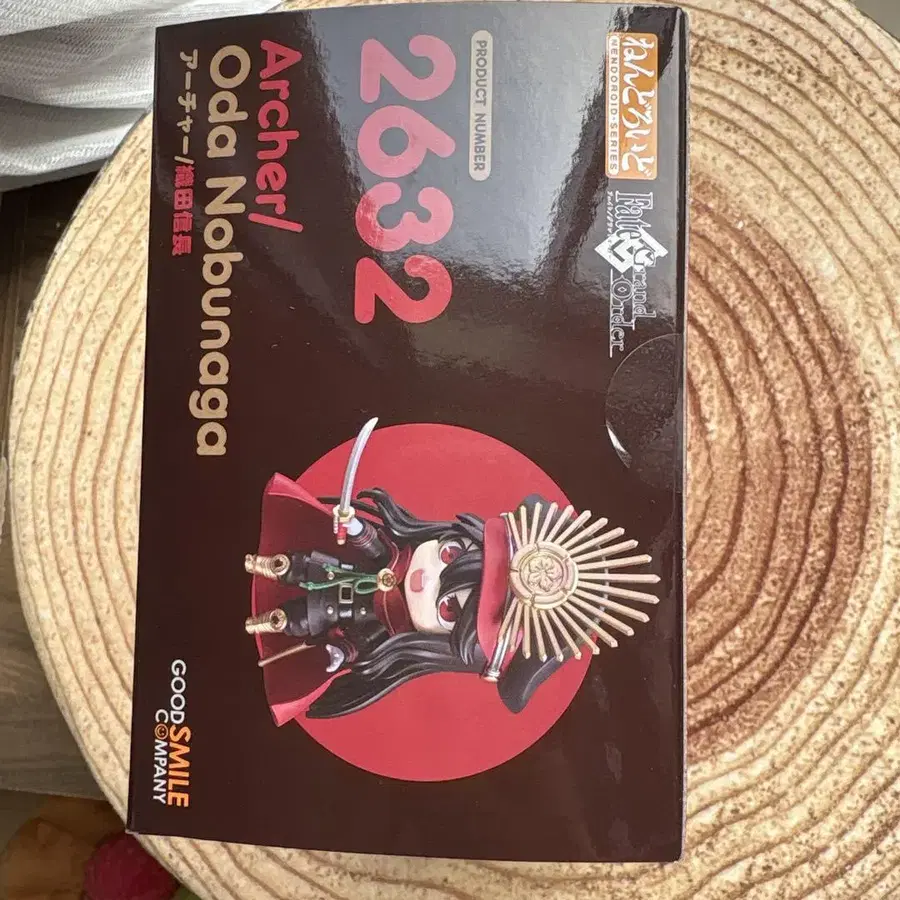 ねんどろいど
NENDOROID-SERIES
Fate
Grand
Order
PRODUCT NUMBER
2632
Archer/
Oda Nobunaga
アーチャー/織田信長
GOOD
SMILE
COMPANY